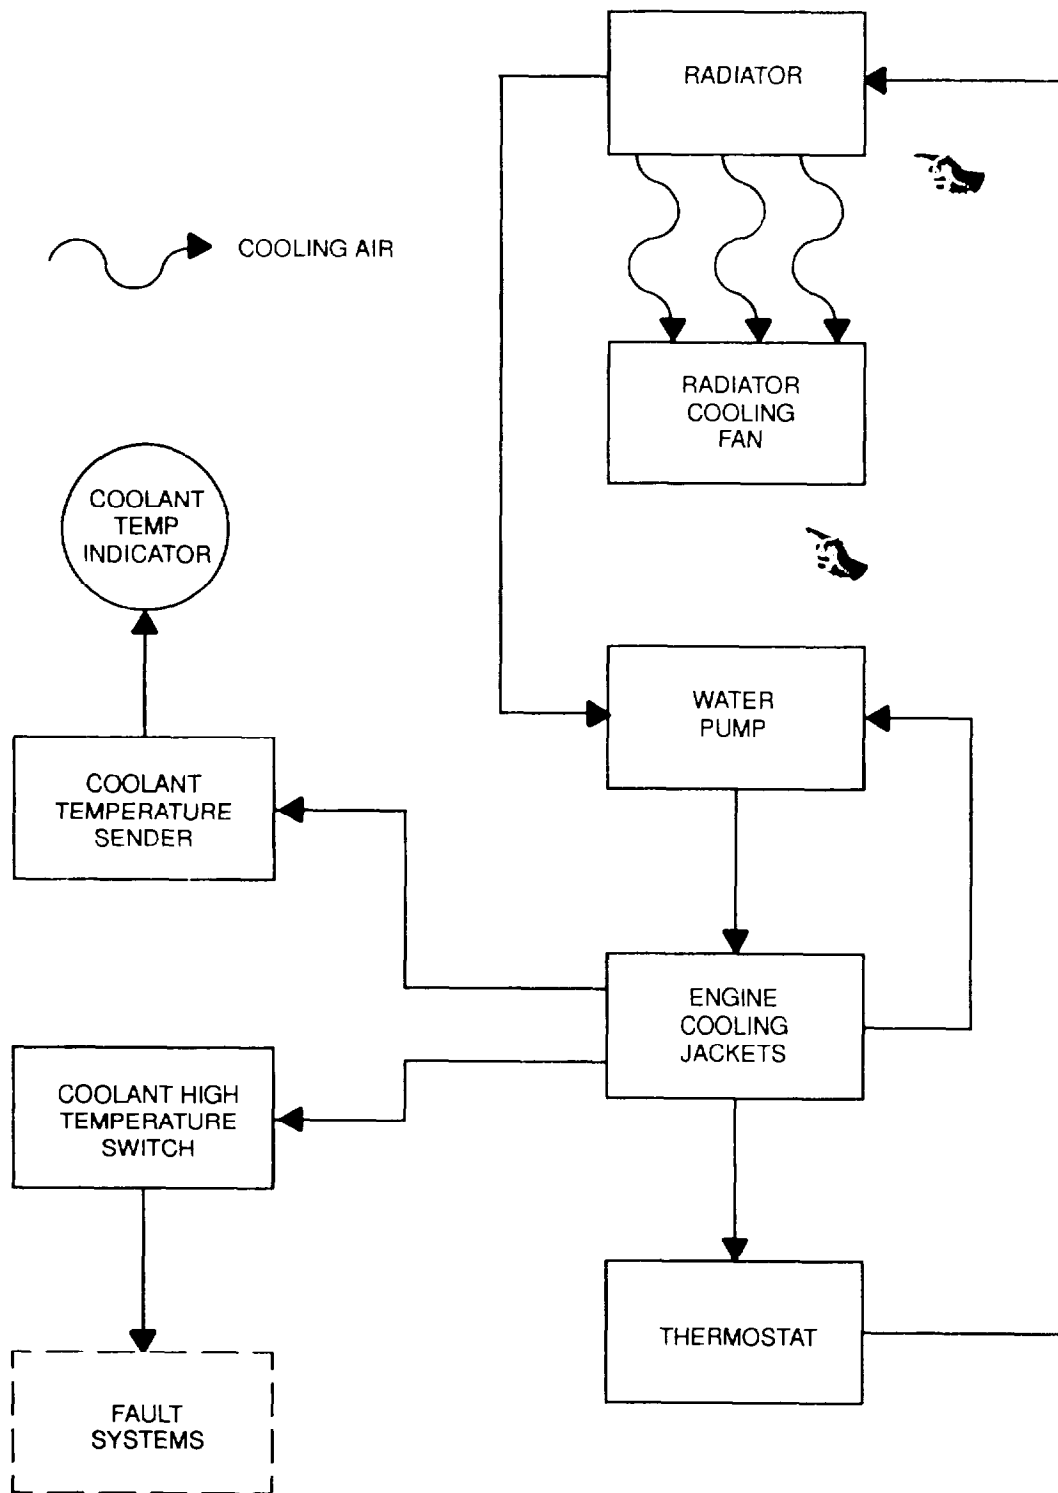 RADIATOR
COOLING AIR
RADIATOR
COOLING
FAN
COOLANT
TEMP
INDICATOR
WATER
PUMP
COOLANT
TEMPERATURE
SENDER
ENGINE
COOLING
JACKETS
COOLANT HIGH
TEMPERATURE
SWITCH
THERMOSTAT
FAULT
SYSTEMS